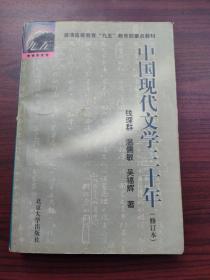 普通高等教育“九五”教育部重点教材
九五
中国现代文学三十年
(修订本)
钱理群 温儒敏 吴福辉 著
北京大学出版社